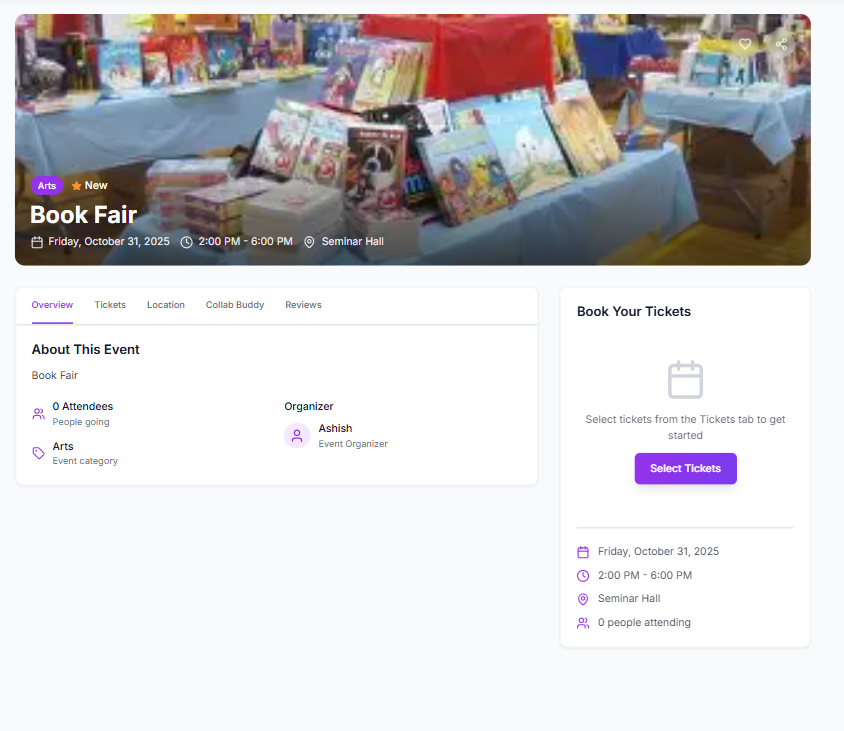 Arts
New
Book Fair
Friday, October 31, 2025 2:00 PM - 6:00 PM Seminar Hall
Overview Tickets Location Collab Buddy Reviews
About This Event
Book Fair
0 Attendees
People going
Arts
Event category
Organizer
Ashish
Event Organizer
Book Your Tickets
Select tickets from the Tickets tab to get
started
Select Tickets
Friday, October 31, 2025
2:00 PM - 6:00 PM
Seminar Hall
0 people attending